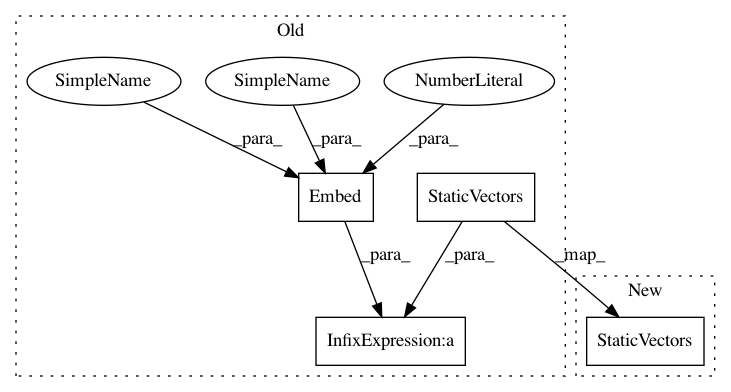 Old
SimpleName
SimpleName
NumberLiteral
_para_
_para_
_para_
Embed
StaticVectors
_para_
_para_
_map_
New
InfixExpression:a
StaticVectors